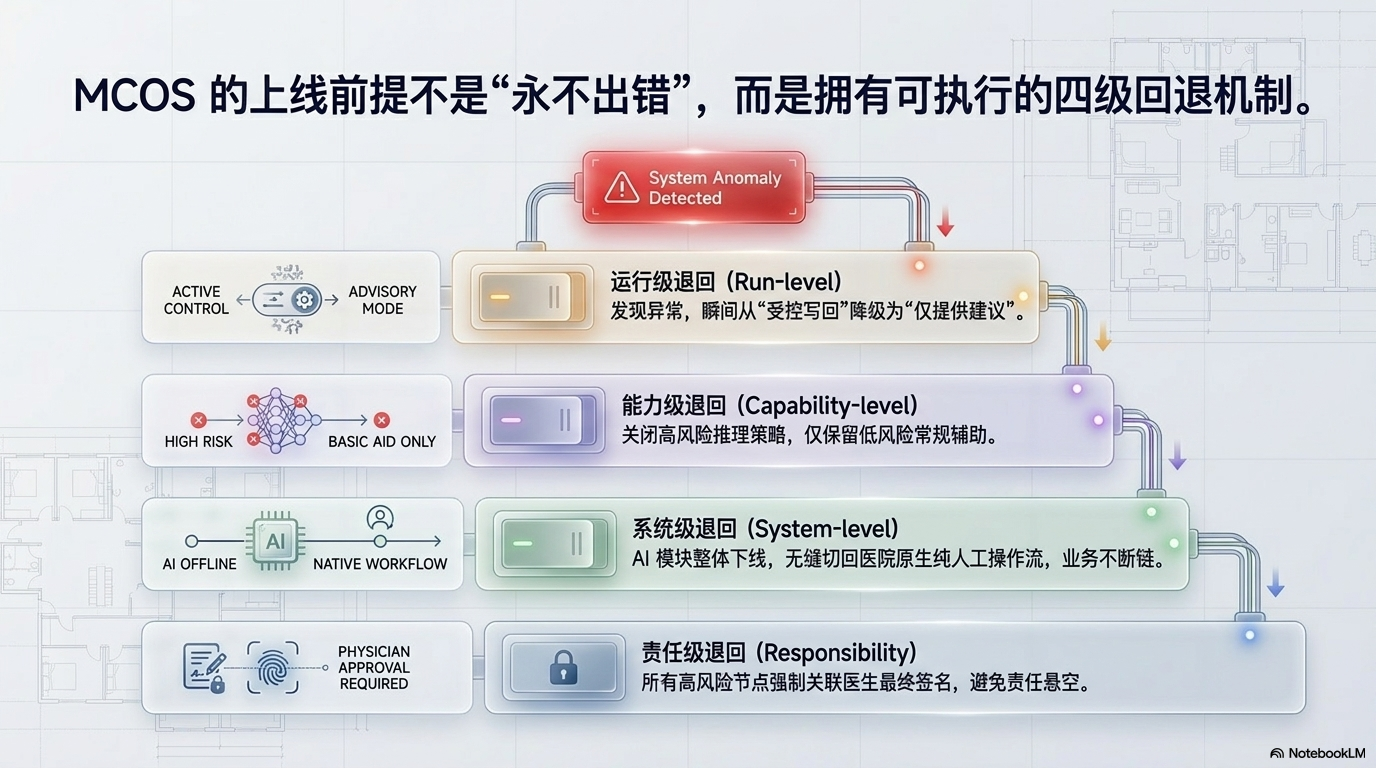 MCOS 的上线前提不是“永不出错”，而是拥有可执行的四级回退机制。
System Anomaly
Detected
ACTIVE
CONTROL
ADVISORY
MODE
运行级退回（Run-level）
发现异常，瞬间从“受控写回”降级为“仅提供建议”。
HIGH RISK
BASIC AID ONLY
能力级退回（Capability-level）
关闭高风险推理策略，仅保留低风险常规辅助。
AI OFFLINE
AI
NATIVE WORKFLOW
系统级退回（System-level）
AI 模块整体下线，无缝切回医院原生纯人工操作流，业务不断链。
PHYSICIAN
APPROVAL
REQUIRED
责任级退回（Responsibility）
所有高风险节点强制关联医生最终签名，避免责任悬空。
NotebookLM